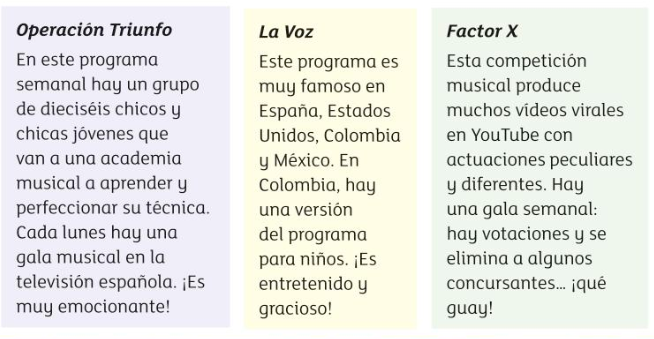 Operación Triunfo
En este programa
semanal hay un grupo
de dieciséis chicos y
chicas jóvenes que
van a una academia
musical a aprender y
perfeccionar su técnica.
Cada lunes hay una
gala musical en la
televisión española. ¡Es
muy emocionante!
La Voz
Este programa es
muy famoso en
España, Estados
Unidos, Colombia
y México. En
Colombia, hay
una versión
del programa
para niños. ¡Es
entretenido y
gracioso!
Factor X
Esta competición
musical produce
muchos vídeos virales
en YouTube con
actuaciones peculiares
y diferentes. Hay
una gala semanal:
hay votaciones y se
elimina a algunos
concursantes... ¡qué
guay!